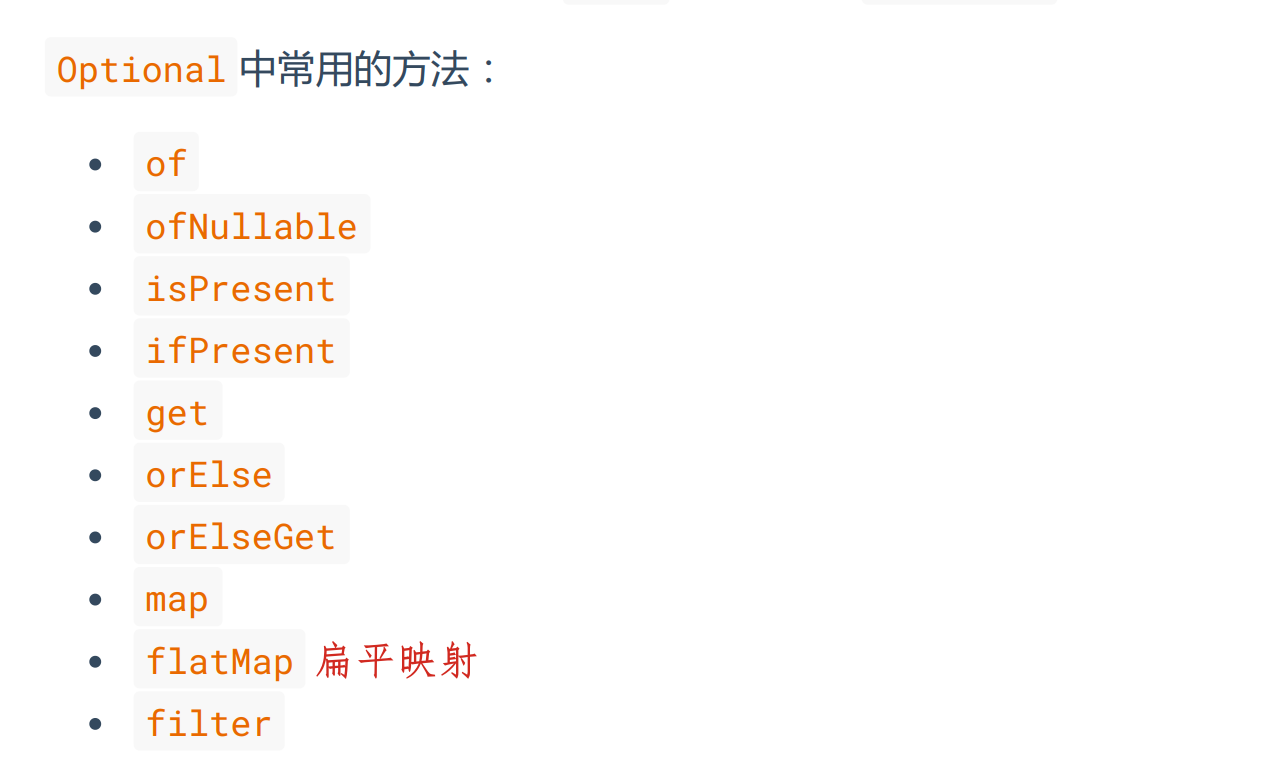 Optional中常用的方法：
of
ofNullable
isPresent
ifPresent
get
orElse
orElseGet
map
flatMap 扁平映射
filter